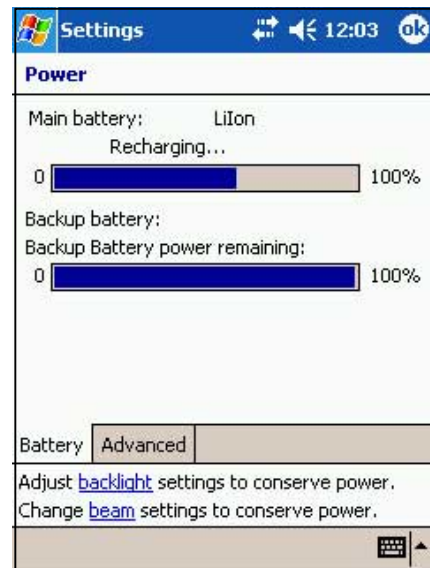 Settings 12:03 ok
Power
Main battery: LiIon
Recharging...
0 100%
Backup battery:
Backup Battery power remaining:
0 100%
Battery Advanced
Adjust backlight settings to conserve power.
Change beam settings to conserve power.